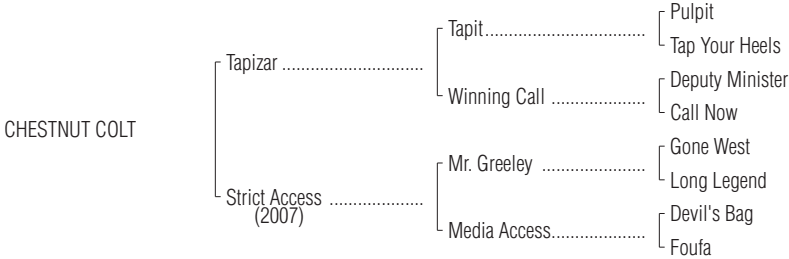 Pulpit
Tapit................................
Tap Your Heels
Tapizar ............................
Deputy Minister
Winning Call ...................
Call Now
CHESTNUT COLT
Gone West
Mr. Greeley .....................
Long Legend
Strict Access ...................
(2007)
Devil's Bag
Media Access...................
Foufa